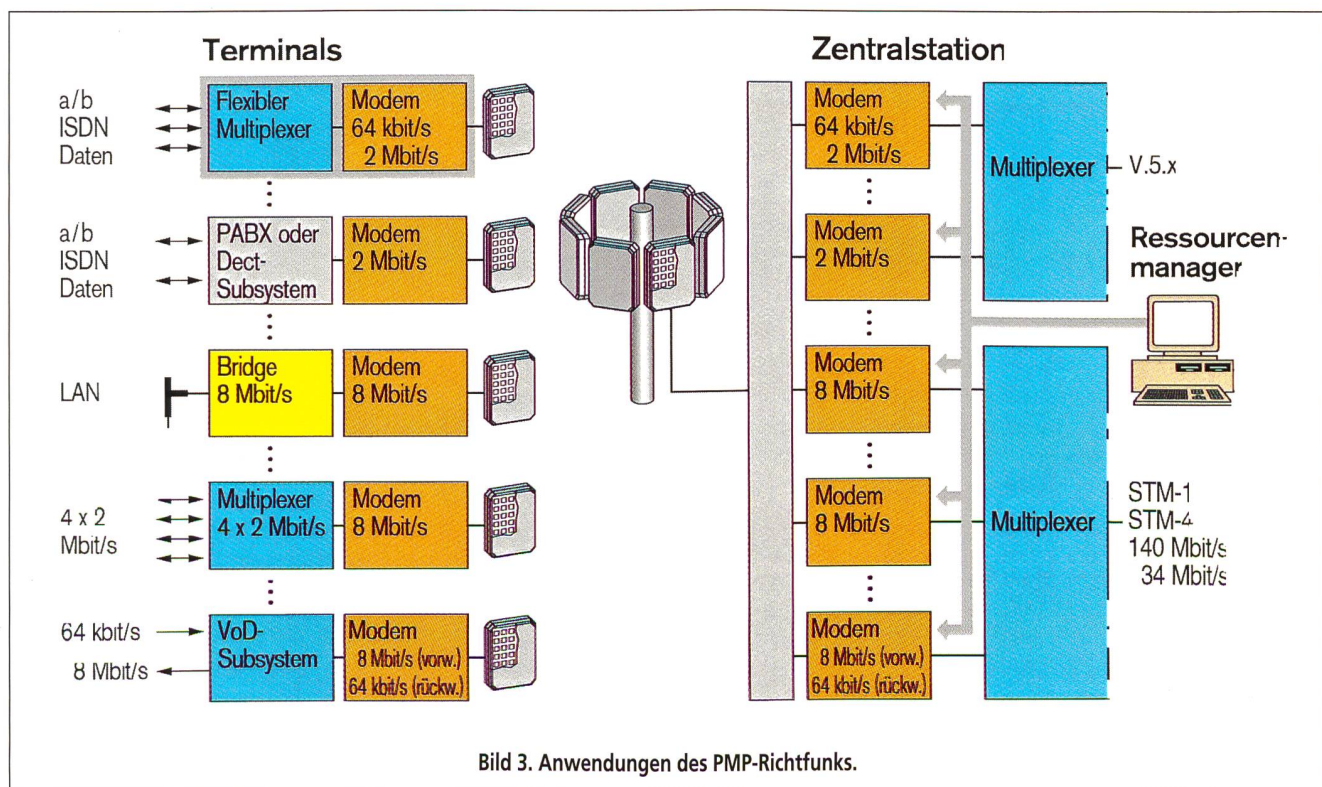 Terminals
Zentralstation
a/b
ISDN
Daten
Flexibler
Multiplexer
Modem
64 kbit/s
2 Mbit/s
a/b
ISDN
Daten
PABX oder
Dect-
Subsystem
Modem
2 Mbit/s
LAN
Bridge
8 Mbit/s
Modem
8 Mbit/s
4 x 2
Mbit/s
Multiplexer
4 x 2 Mbit/s
Modem
8 Mbit/s
64 kbit/s
8 Mbit/s
VoD-
Subsystem
Modem
8 Mbit/s (vorw.)
64 kbit/s (rückw.)
Modem
64 kbit/s
2 Mbit/s
Modem
2 Mbit/s
Modem
8 Mbit/s
Modem
8 Mbit/s
Modem
8 Mbit/s (vorw.)
64 kbit/s (rückw.)
Multiplexer
V.5.x
Ressourcen-
manager
Multiplexer
STM-1
STM-4
140 Mbit/s
34 Mbit/s
Bild 3. Anwendungen des PMP-Richtfunks.